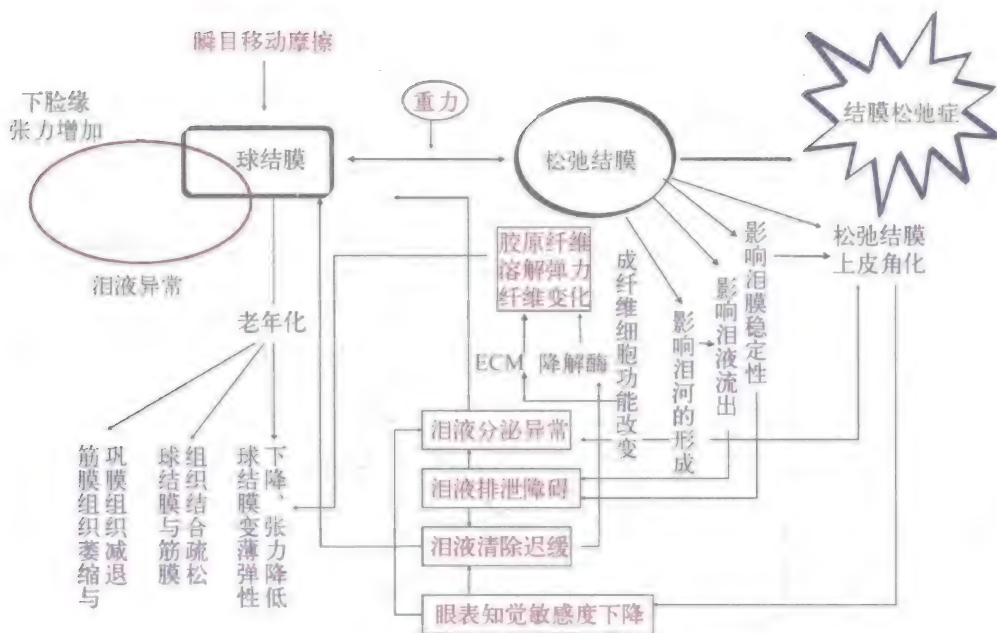 瞬目移动摩擦
下脸缘
张力增加
重力
结膜松弛症
球结膜
松弛结膜
泪液异常
胶原纤维
溶解弹力
纤维变化
成纤维细胞功能改变
影响泪河的形成
影响泪液流出
影响泪膜稳定性
松弛结膜
上皮角化
老年化
ECM 降解酶
泪液分泌异常
泪液排泄障碍
泪液清除迟缓
眼表知觉敏感度下降
筋膜组织萎缩与
巩膜组织减退
球结膜与筋膜
组织结合疏松
球结膜变薄弹性
下降、张力降低